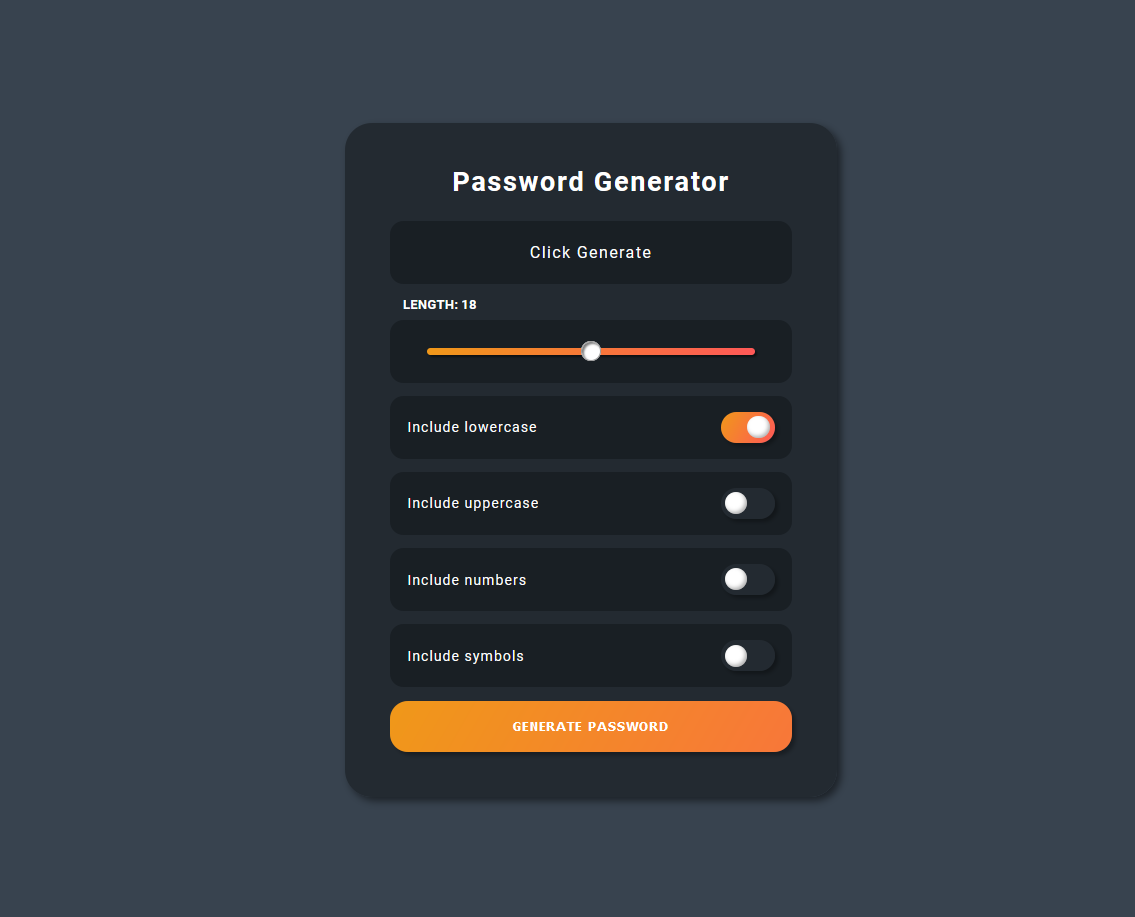 Password Generator
Click Generate
LENGTH: 18
Include lowercase
Include uppercase
Include numbers
Include symbols
GENERATE PASSWORD